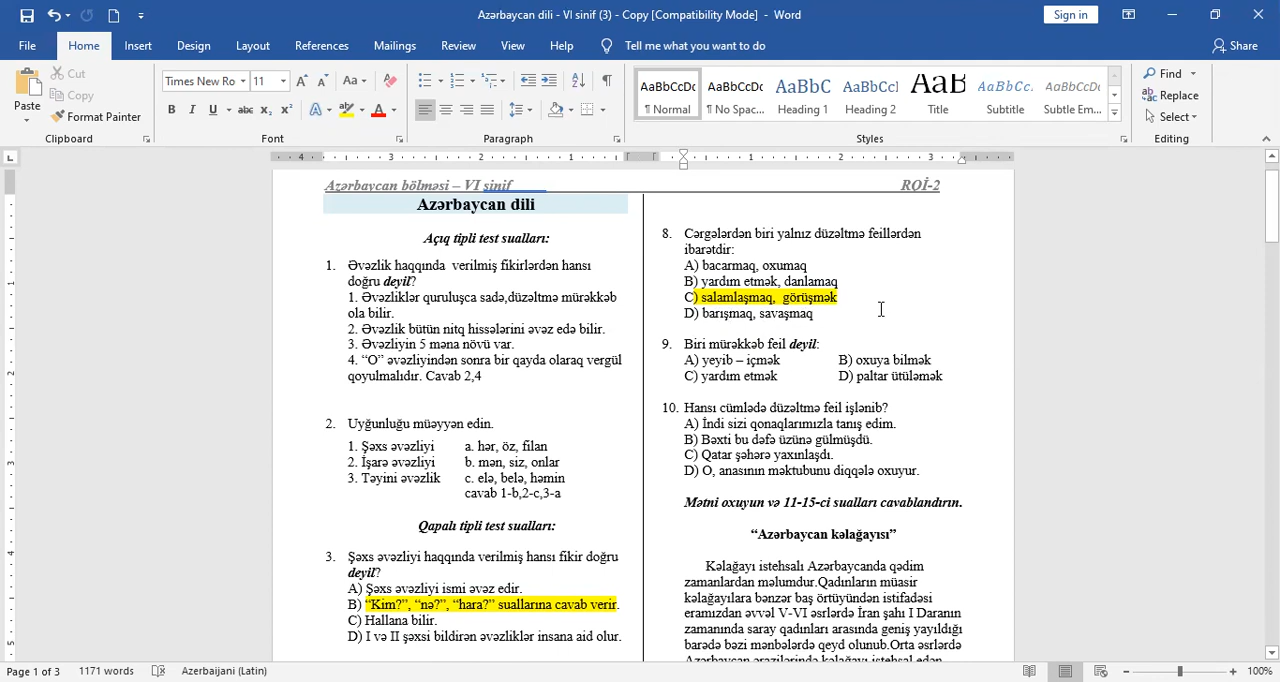 Azərbaycan dili - VI sinif (3) - Copy [Compatibility Mode] - Word
Sign in
File Home Insert Design Layout References Mailings Review View Help Tell me what you want to do Share
Cut
Copy
Format Painter
Paste
Times New Ro 11
Aa
AaBbCcDc AaBbCcDc AaBbC AaBbCcl AaB AaBbCc. AaBbCcDc
¶ Normal ¶ No Spac... Heading 1 Heading 2 Title Subtitle Subtle Em...
Find
Replace
Select
Clipboard Font Paragraph Styles Editing
Azərbaycan bölməsi – VI sinif RQİ-2
Azərbaycan dili
Açıq tipli test sualları:
1. Əvəzlik haqqında verilmiş fikirlərdən hansı
doğru deyil?
1. Əvəzliklər quruluşca sadə,düzəltmə mürəkkəb
ola bilir.
2. Əvəzlik bütün nitq hissələrini əvəz edə bilir.
3. Əvəzliyin 5 məna növü var.
4. “O” əvəzliyindən sonra bir qayda olaraq vergül
qoyulmalıdır. Cavab 2,4
2. Uyğunluğu müəyyən edin.
1. Şəxs əvəzliyi a. hər, öz, filan
2. İşarə əvəzliyi b. mən, siz, onlar
3. Təyini əvəzlik c. elə, belə, həmin
cavab 1-b,2-c,3-a
Qapalı tipli test sualları:
3. Şəxs əvəzliyi haqqında verilmiş hansı fikir doğru
deyil?
A) Şəxs əvəzliyi ismi əvəz edir.
B) “Kim?”, “nə?”, “hara?” suallarına cavab verir.
C) Hallana bilir.
D) I və II şəxsi bildirən əvəzliklər insana aid olur.
8. Cərgələrdən biri yalnız düzəltmə feillərdən
ibarətdir:
A) bacarmaq, oxumaq
B) yardım etmək, danlamaq
C) salamlaşmaq, görüşmək
D) barışmaq, savaşmaq
9. Biri mürəkkəb feil deyil:
A) yeyib – içmək B) oxuya bilmək
C) yardım etmək D) paltar ütüləmək
10. Hansı cümlədə düzəltmə feil işlənib?
A) İndi sizi qonaqlarımızla tanış edim.
B) Bəxti bu dəfə üzünə gülmüşdü.
C) Qatar şəhərə yaxınlaşdı.
D) O, anasının məktubunu diqqələ oxuyur.
Mətni oxuyun və 11-15-ci sualları cavablandırın.
“Azərbaycan kəlağayısı”
Kəlağayı istehsalı Azərbaycanda qədim
zamanlardan məlumdur.Qadınların müasir
kəlağayılara bənzər baş örtüyündən istifadəsi
eramızdan əvvəl V-VI əsrlərdə İran şahı I Daranın
zamanında saray qadınları arasında geniş yayıldığı
barədə bəzi mənbələrdə qeyd olunub.Orta əsrlərdə
Azərbaycan ərazilərində kəlağayı istehsal edən
Page 1 of 3 1171 words Azerbaijani (Latin) 100%